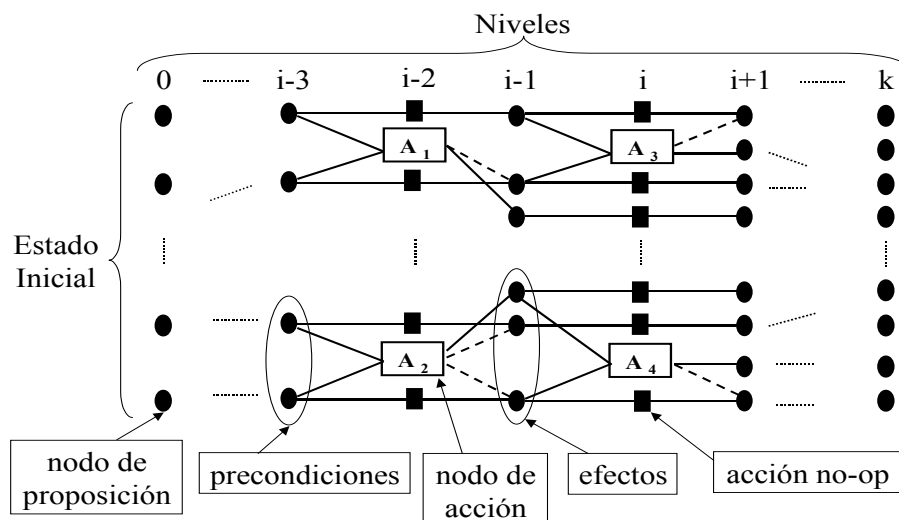 Niveles
0 i-3 i-2 i-1 i i+1 k
A 1
A 3
Estado
Inicial
A 2
A 4
nodo de
proposición
precondiciones
nodo de
acción
efectos
acción no-op